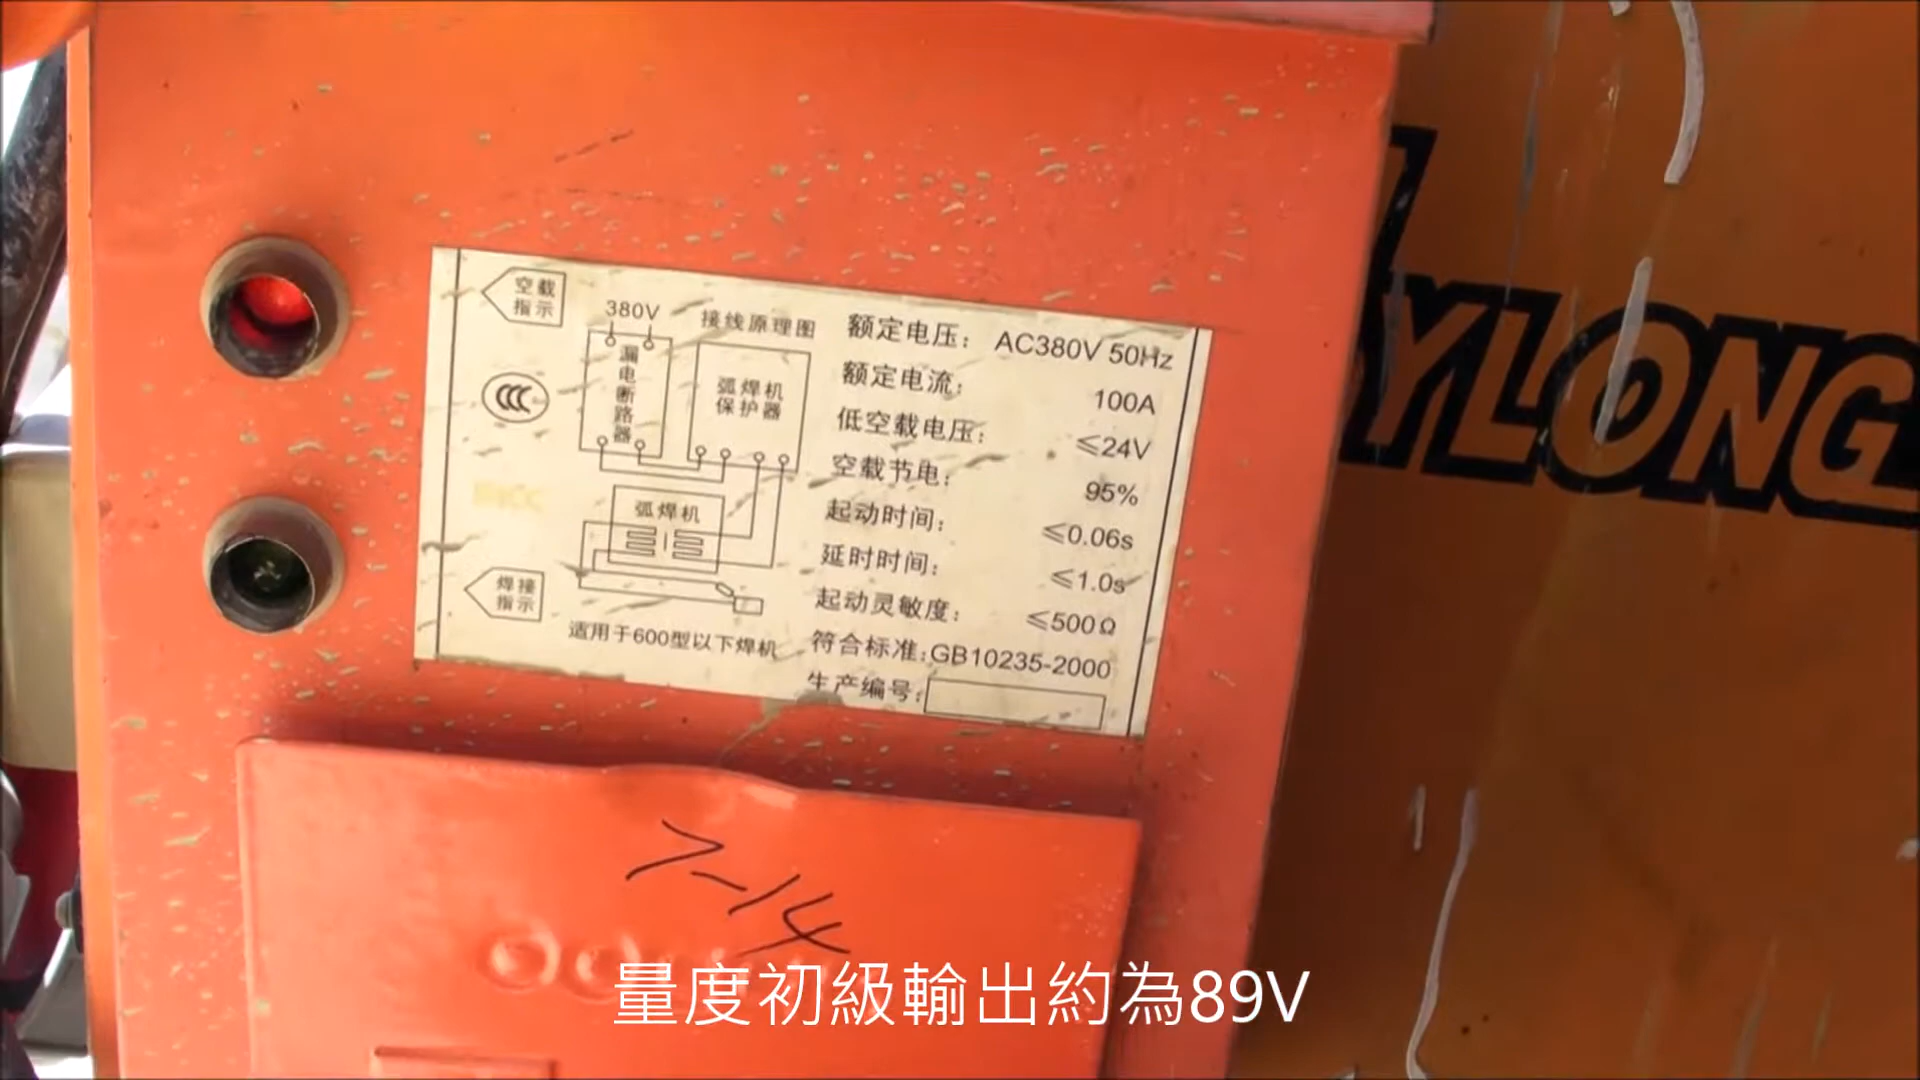 空载
指示
380V
接线原理图
漏电断路器
弧焊机
保护器
弧焊机
焊接
指示
适用于600型以下焊机
额定电压: AC380V 50Hz
额定电流: 100A
低空载电压: ≤24V
空载节电: 95%
起动时间: ≤0.06s
延时时间: ≤1.0s
起动灵敏度: ≤500Ω
符合标准:GB10235-2000
生产编号:
YLONG
7-14
量度初級輸出約為89V